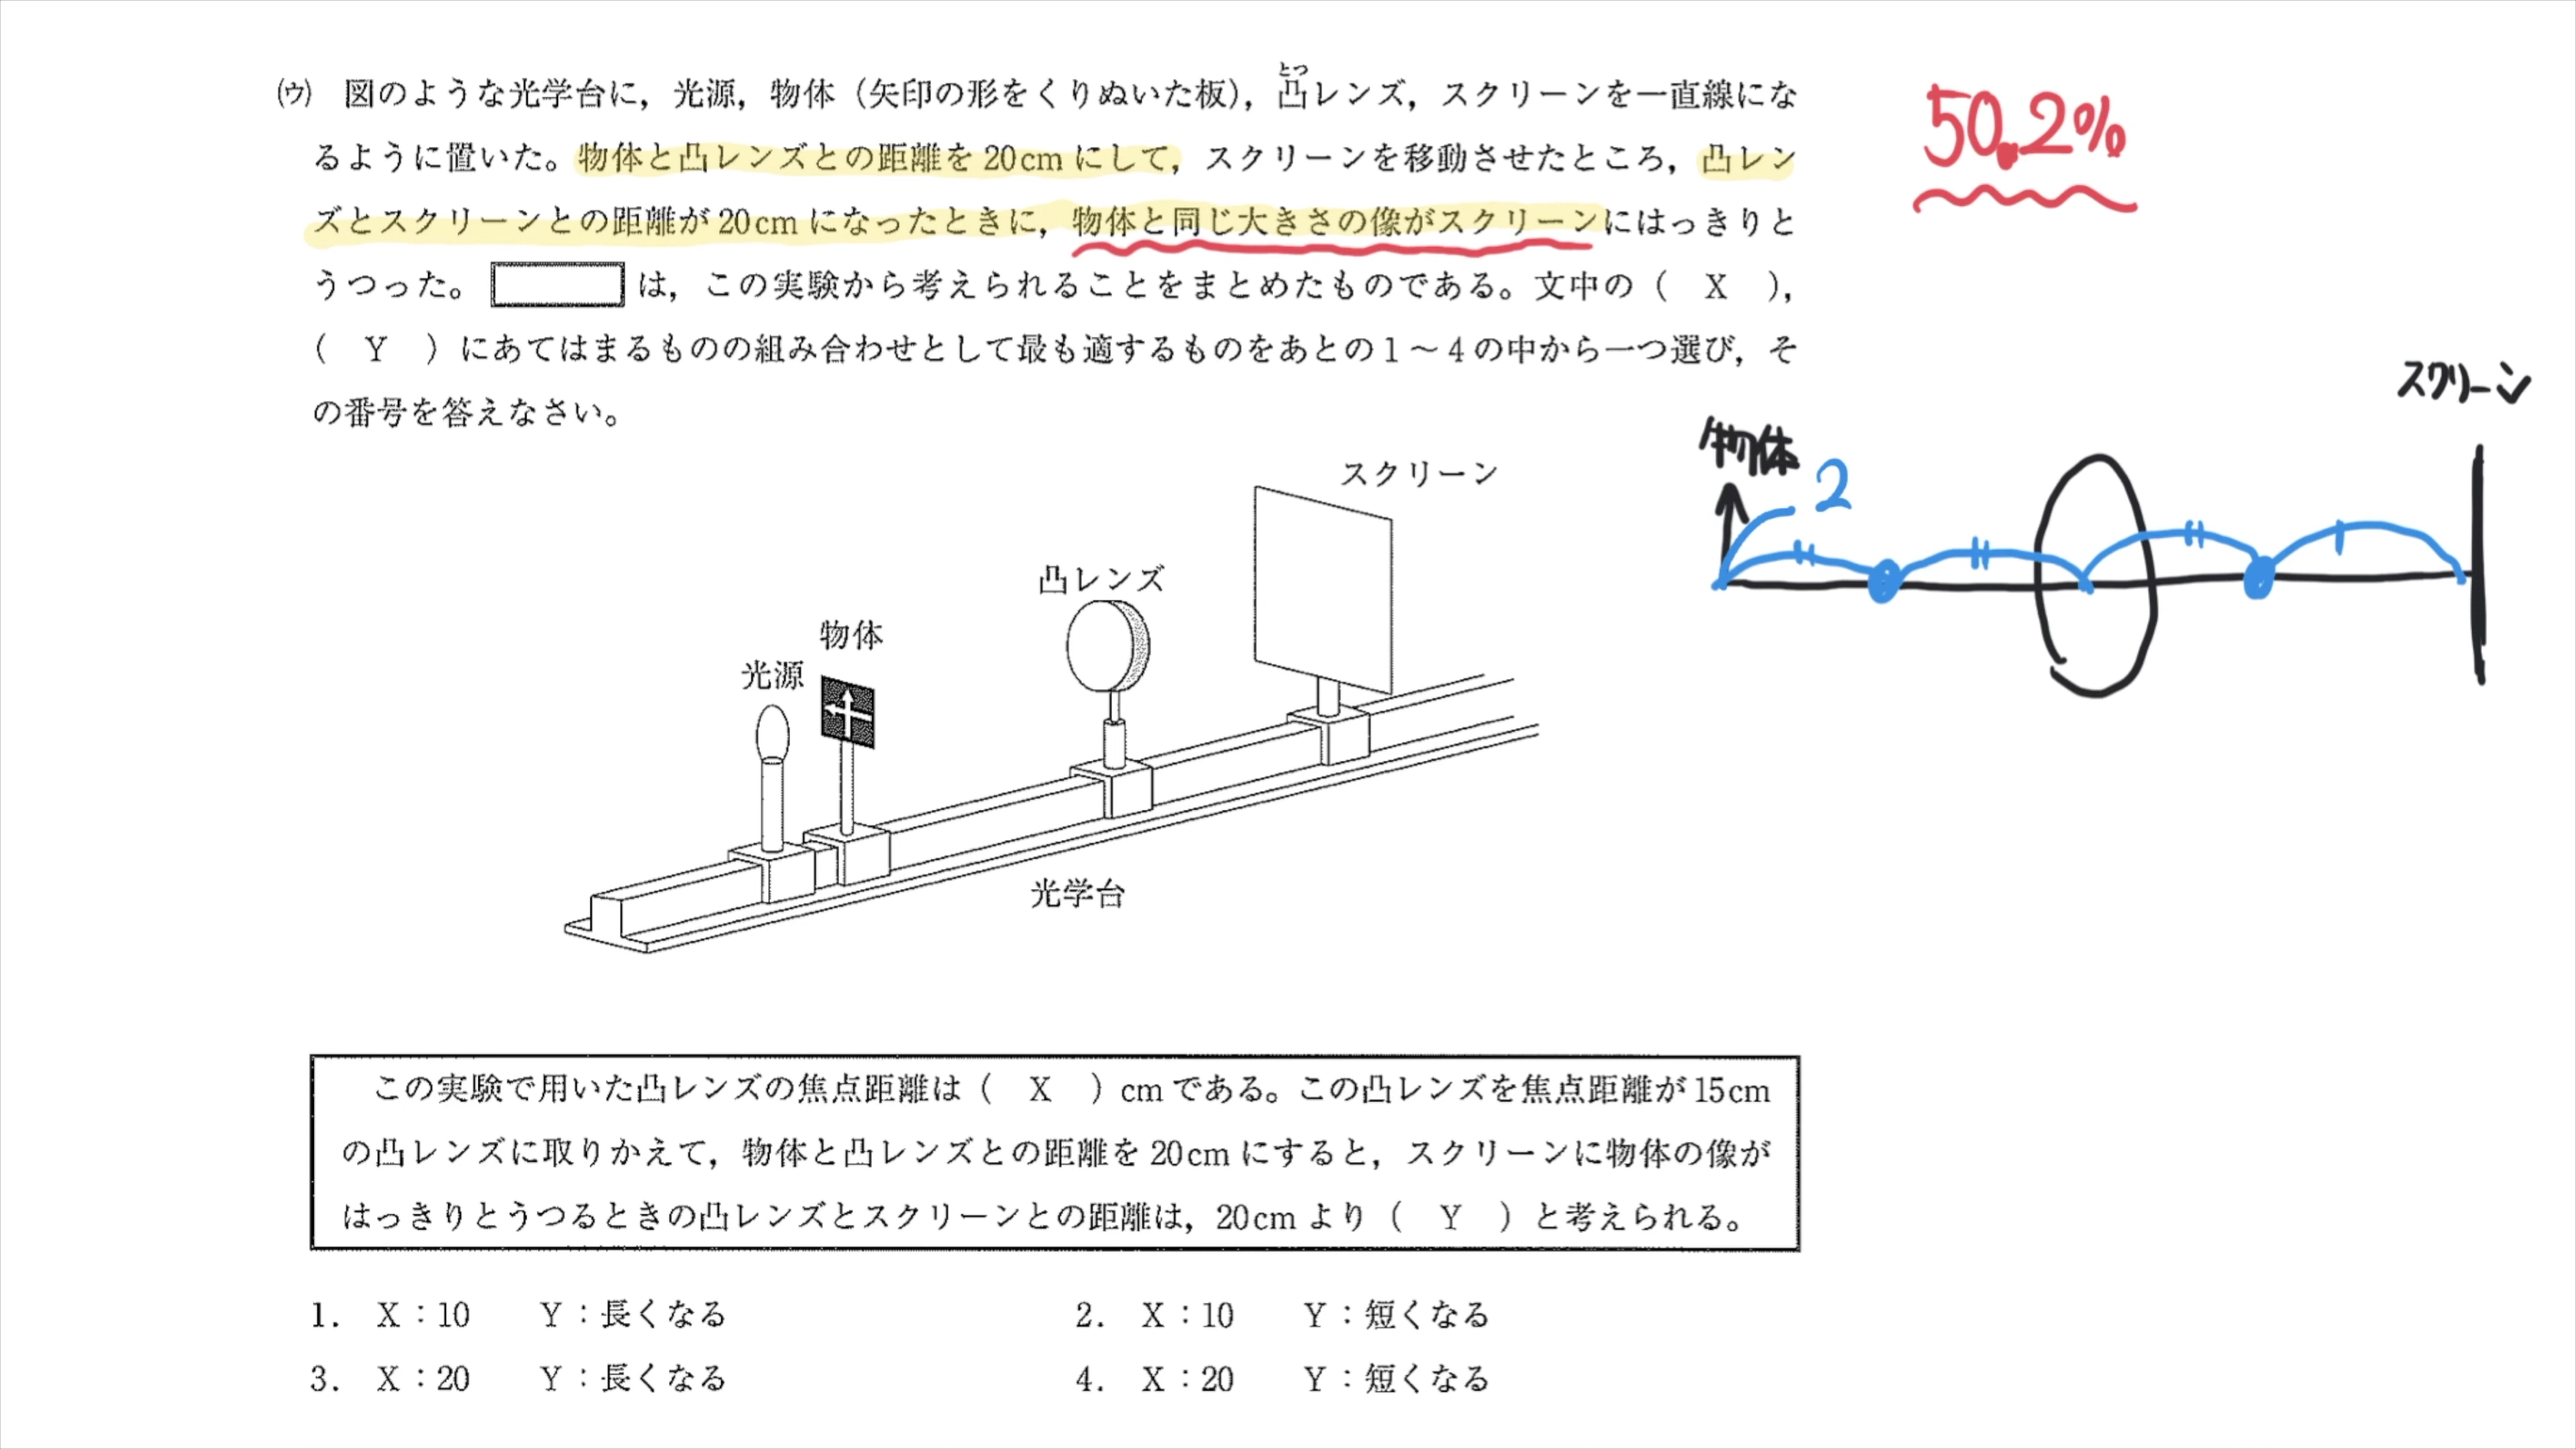 (ウ) 図のような光学台に，光源，物体（矢印の形をくりぬいた板），凸レンズ，スクリーンを一直線にな
とつ
るように置いた。物体と凸レンズとの距離を20cmにして，スクリーンを移動させたところ，凸レン
ズとスクリーンとの距離が20cmになったときに，物体と同じ大きさの像がスクリーンにはっきりと
うつった。は，この実験から考えられることをまとめたものである。文中の（ X ），
（ Y ）にあてはまるものの組み合わせとして最も適するものをあとの1～4の中から一つ選び，そ
の番号を答えなさい。
50.2%
スクリーン
物体
2
スクリーン
凸レンズ
物体
光源
光学台
この実験で用いた凸レンズの焦点距離は（ X ）cmである。この凸レンズを焦点距離が15cm
の凸レンズに取りかえて，物体と凸レンズとの距離を20cmにすると，スクリーンに物体の像が
はっきりとうつるときの凸レンズとスクリーンとの距離は，20cmより（ Y ）と考えられる。
1. X：10 Y：長くなる
2. X：10 Y：短くなる
3. X：20 Y：長くなる
4. X：20 Y：短くなる